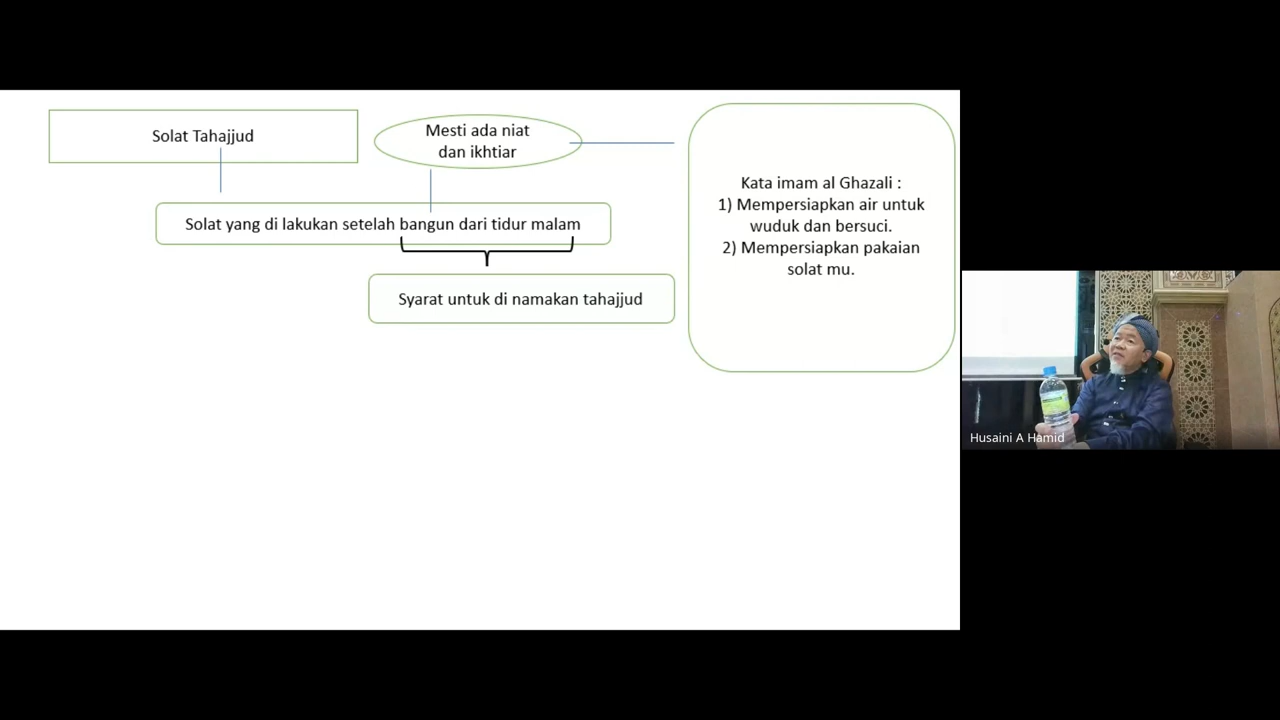 Solat Tahajjud
Mesti ada niat
dan ikhtiar
Solat yang di lakukan setelah bangun dari tidur malam
Syarat untuk di namakan tahajjud
Kata imam al Ghazali :
1) Mempersiapkan air untuk
wuduk dan bersuci.
2) Mempersiapkan pakaian
solat mu.
Husaini A Hamid